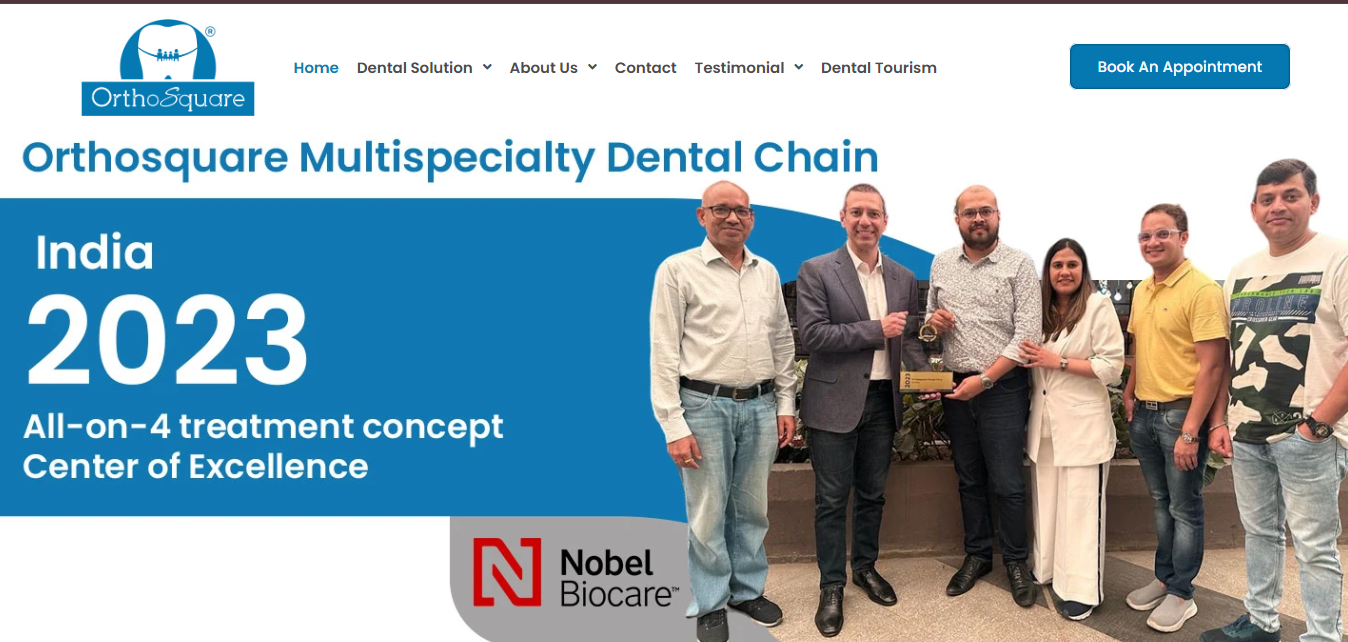 OrthoSquare®
Home
Dental Solution
About Us
Contact
Testimonial
Dental Tourism
Book An Appointment
Orthosquare Multispecialty Dental Chain
India
2023
All-on-4 treatment concept
Center of Excellence
2023
Nobel
Biocare™